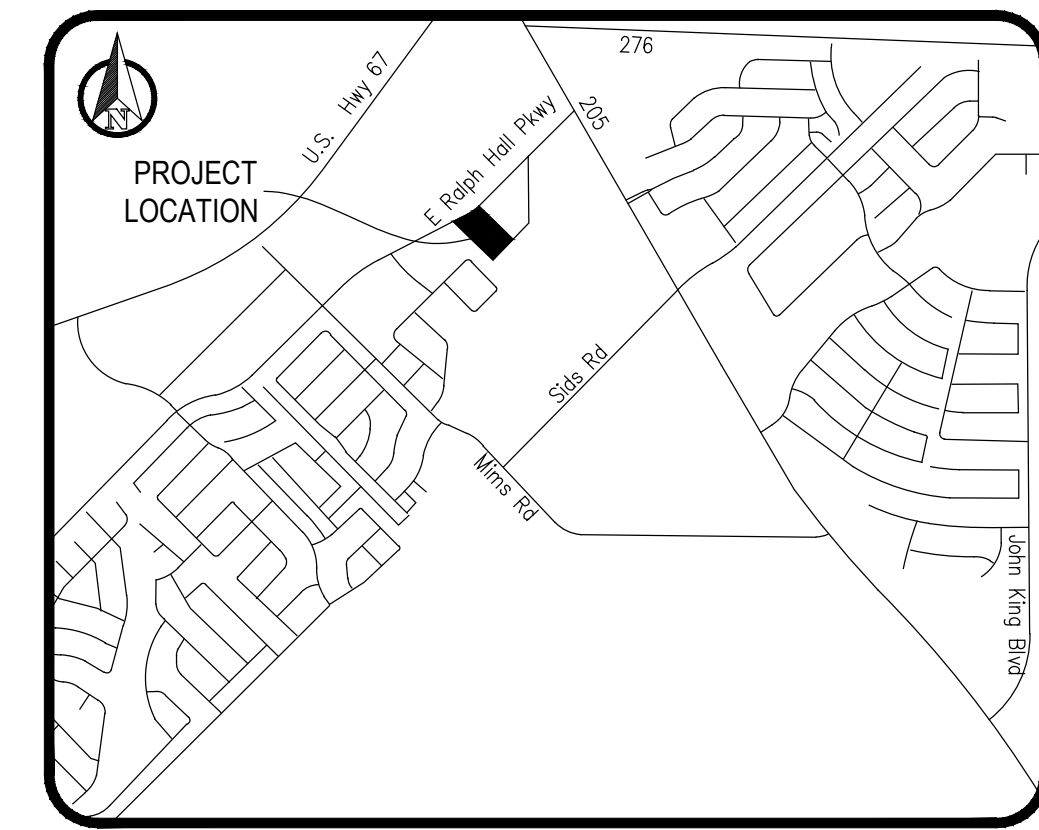 276
U.S. Hwy 67
205
E Ralph Hall Pkwy
N
PROJECT
LOCATION
Sids Rd
Mims Rd
John King Blvd